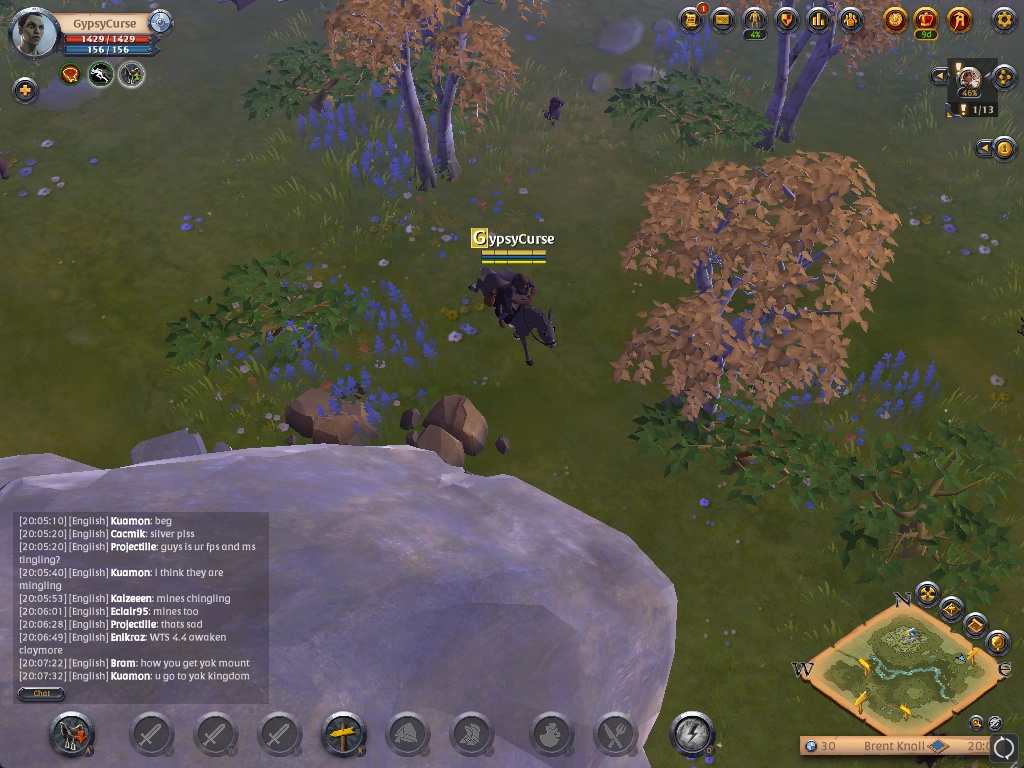 GypsyCurse
1429 / 1429
156 / 156
1
4%
9d
46%
1/13
1
GypsyCurse
[20:05:10] [English] Kuamon: beg
[20:05:20] [English] Cacmik: silver plss
[20:05:20] [English] Projectille: guys is ur fps and ms
tingling?
[20:05:40] [English] Kuamon: i think they are
mingling
[20:05:53] [English] Kaizeeen: mines chingling
[20:06:01] [English] Eclair95: mines too
[20:06:28] [English] Projectille: thats sad
[20:06:49] [English] Enikraz: WTS 4.4 awaken
claymore
[20:07:22] [English] Bram: how you get yak mount
[20:07:32] [English] Kuamon: u go to yak kingdom
Chat
N
W
E
A
R
30
Brent Knoll